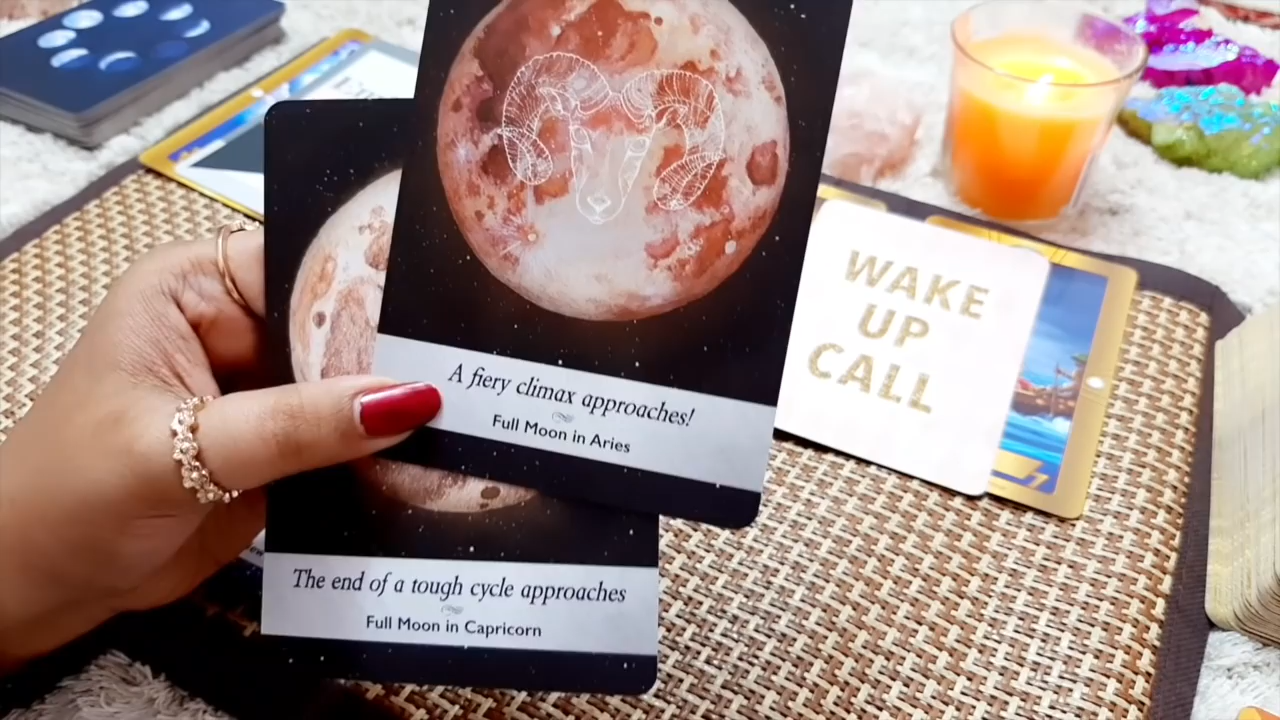 A fiery climax approaches!
Full Moon in Aries
The end of a tough cycle approaches
Full Moon in Capricorn
WAKE
UP
CALL